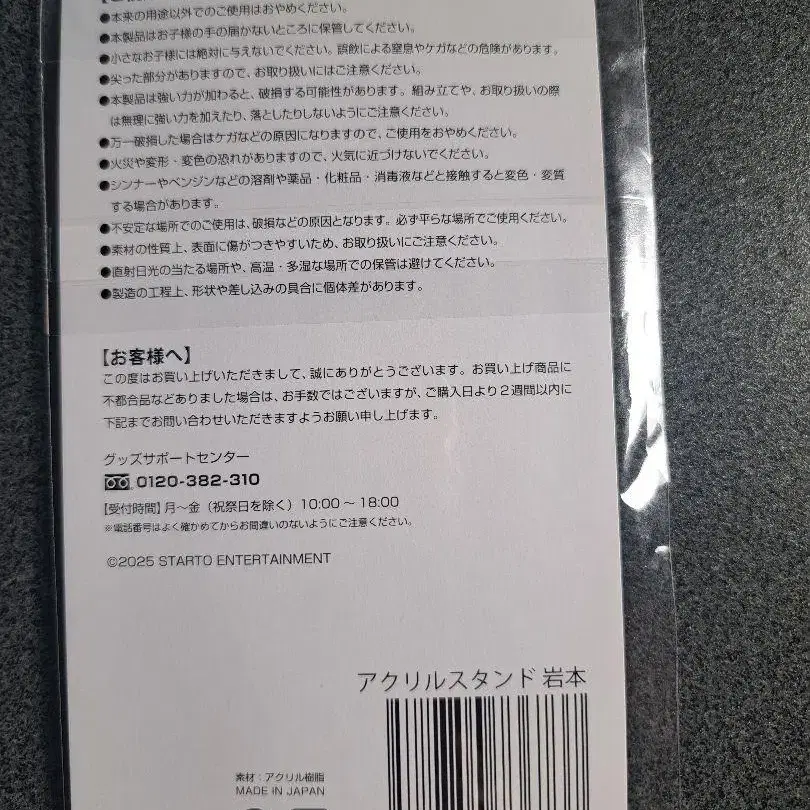 ●本来の用途以外でのご使用はおやめください。
●本製品はお子様の手の届かないところに保管してください。
●小さなお子様には絶対に与えないでください。誤飲による窒息やケガなどの危険があります。
●尖った部分がありますので、お取り扱いにはご注意ください。
●本製品は強い力が加わると、破損する可能性があります。組み立てや、お取り扱いの際
は無理に強い力を加えたり、落としたりしないようにご注意ください。
●万一破損した場合はケガなどの原因になりますので、ご使用をおやめください。
●火災や変形・変色の恐れがありますので、火気に近づけないでください。
●シンナーやベンジンなどの溶剤や薬品・化粧品・消毒液などと接触すると変色・変質
する場合があります。
●不安定な場所でのご使用は、破損などの原因となります。必ず平らな場所でご使用ください。
●素材の性質上、表面に傷がつきやすいため、お取り扱いにご注意ください。
●直射日光の当たる場所や、高温・多湿な場所での保管は避けてください。
●製造の工程上、形状や差し込みの具合に個体差があります。
【お客様へ】
この度はお買い上げいただきまして、誠にありがとうございます。お買い上げ商品に
不都合品などありました場合は、お手数ではございますが、ご購入日より2週間以内に
下記までお問い合わせいただきますようお願い申し上げます。
グッズサポートセンター
0120-382-310
【受付時間】月～金（祝祭日を除く）10:00～18:00
※電話番号はよく確かめてからお間違いのないようにご注意ください。
©2025 STARTO ENTERTAINMENT
アクリルスタンド 岩本
素材：アクリル樹脂
MADE IN JAPAN